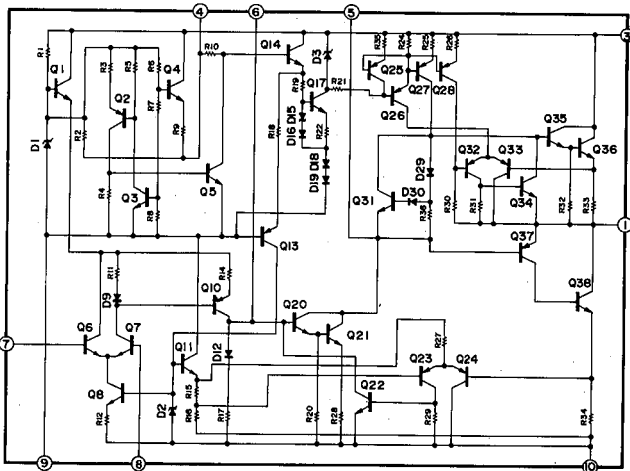 4
6
5
3
R1
Q1
R3
R5
R6
Q4
R10
Q14
D3
R35
R24
R25
R26
Q25
Q27
Q28
Q2
R7
R2
R9
R19
Q17
R21
Q26
Q35
Q36
D1
R18
D15
D16
R22
D18
D19
D29
Q32
Q33
R4
Q3
R8
Q5
Q31
D30
R36
R30
R31
Q34
R32
R33
Q13
1
R11
R14
Q37
D9
Q10
Q38
Q6
Q7
Q20
Q21
7
Q11
D12
R27
Q23
Q24
Q8
R15
Q22
R12
D2
R16
R17
R20
R28
R29
R34
9
8
10